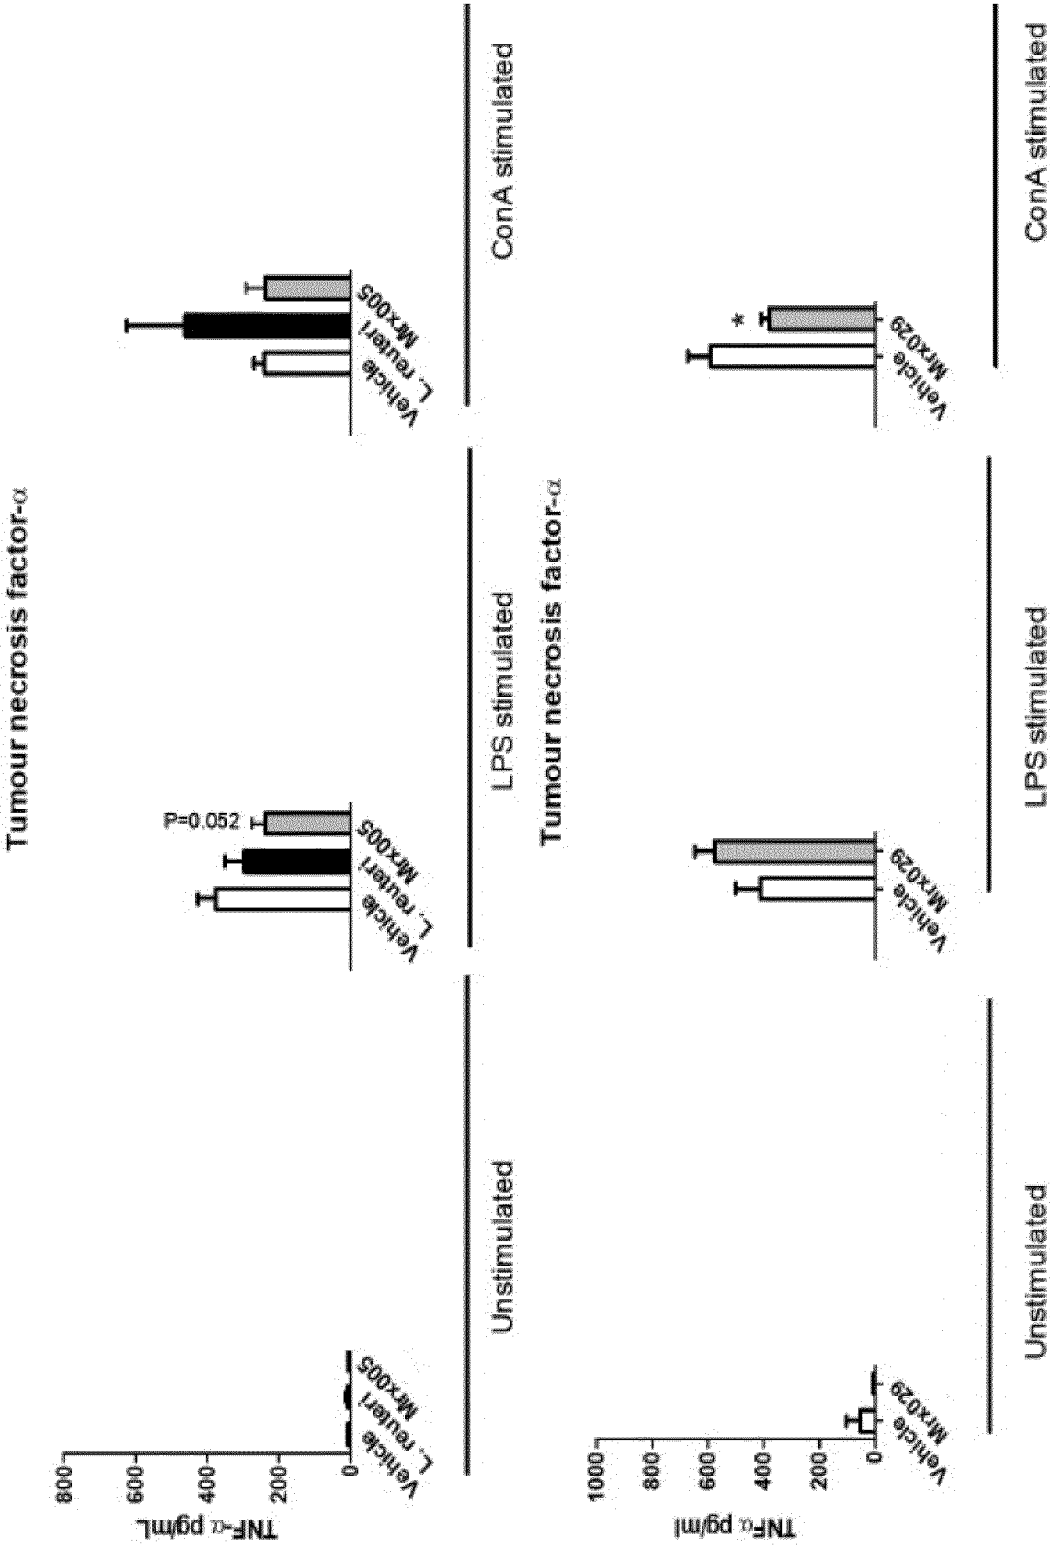 Tumour necrosis factor-α
TNF-α pg/mL
800
600
400
200
0
Vehicle
L. reuteri
Mrx005
Unstimulated
Vehicle
L. reuteri
Mrx005
P=0.052
LPS stimulated
Vehicle
L. reuteri
Mrx005
ConA stimulated
Tumour necrosis factor-α
TNFα pg/ml
1000
800
600
400
200
0
Vehicle
Mrx029
Unstimulated
Vehicle
Mrx029
LPS stimulated
*
Vehicle
Mrx029
ConA stimulated